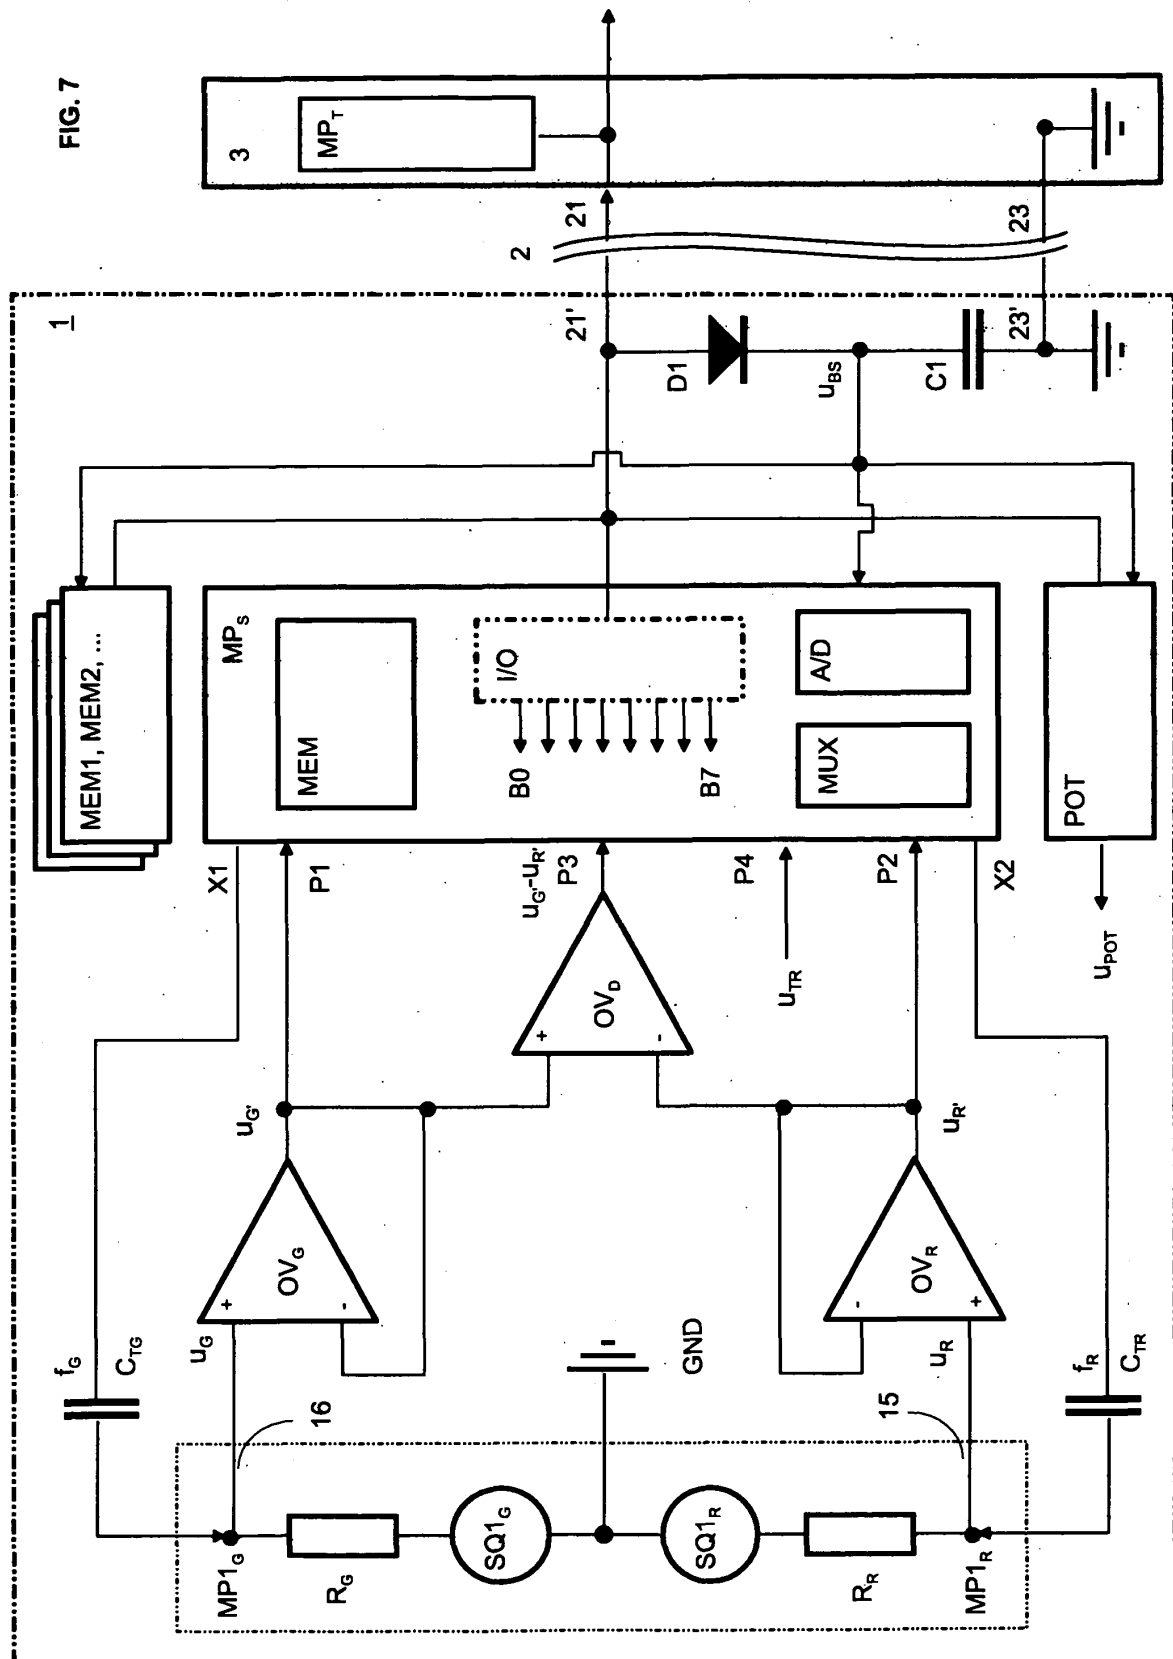 FIG. 7
3
MP_T
21
2
23
1
21'
D1
u_BS
C1
23'
MEM1, MEM2, ...
MP_S
MEM
I/O
B0
B7
A/D
MUX
POT
X1
P1
u_G'-u_R'
P3
P4
u_TR
P2
X2
u_POT
OV_D
+
-
u_G'
u_R'
OV_G
+
-
u_G
OV_R
-
+
u_R
f_G
C_TG
GND
f_R
C_TR
16
15
MP1_G
R_G
SQ1_G
SQ1_R
R_R
MP1_R